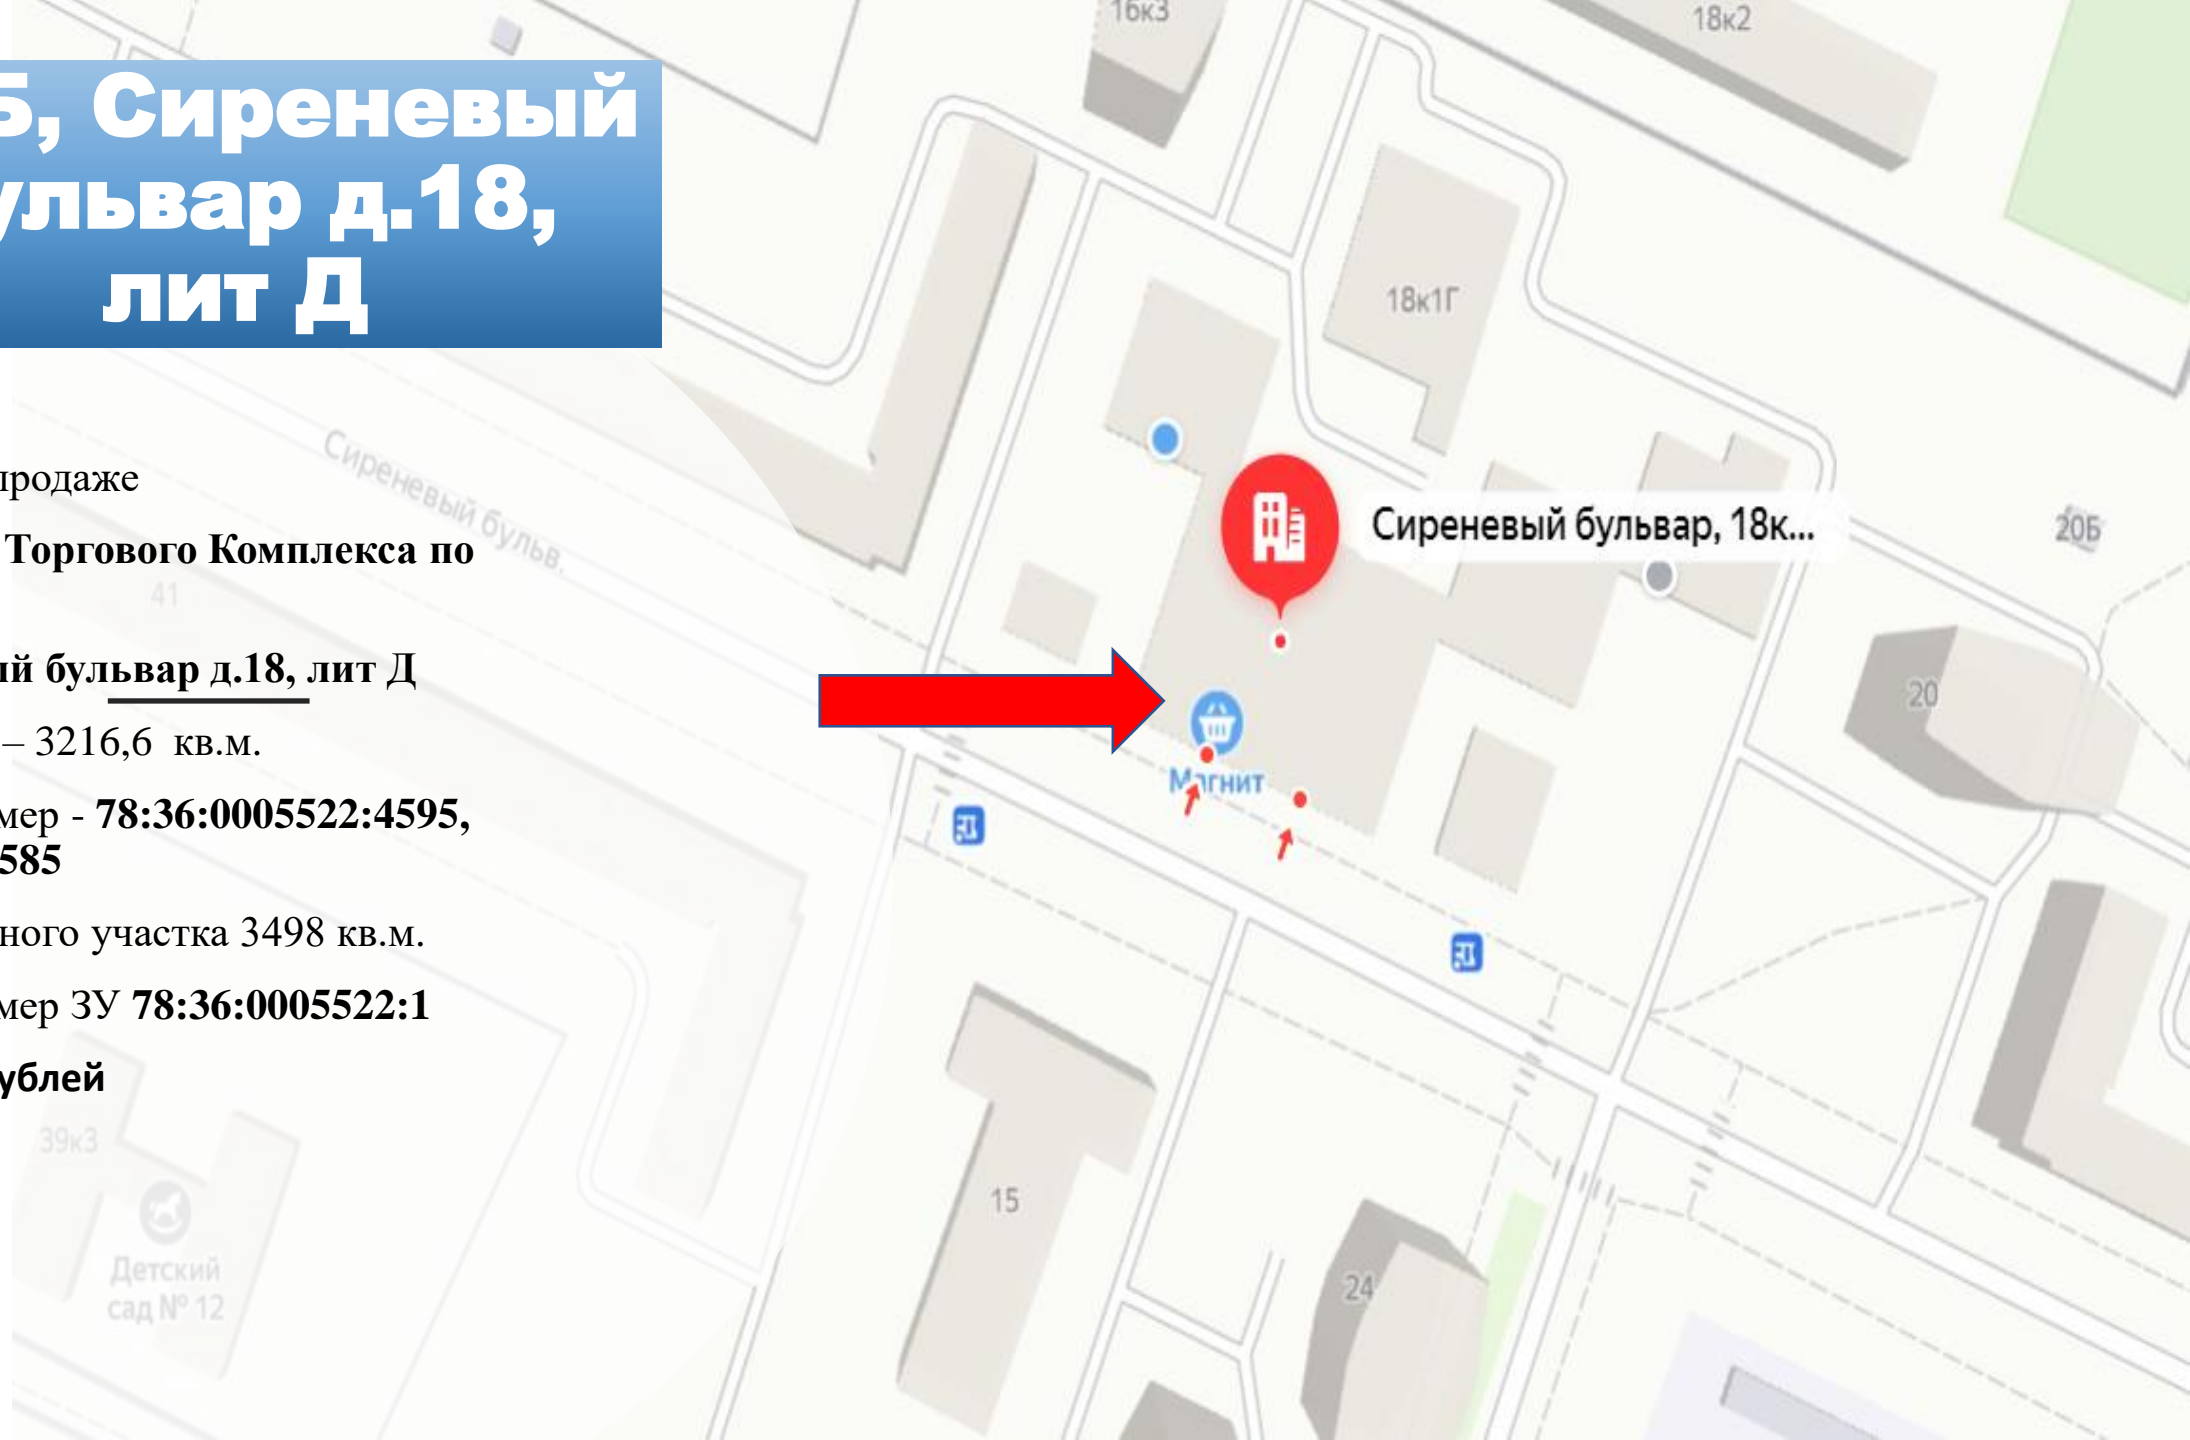 Б, Сиреневый
ульвар д.18,
лит Д
продаже
Торгового Комплекса по
ый бульвар д.18, лит Д
– 3216,6 кв.м.
мер - 78:36:0005522:4595,
585
ного участка 3498 кв.м.
мер ЗУ 78:36:0005522:1
ублей
16к3
18к2
18к1Г
Сиреневый бульв.
Сиреневый бульвар, 18к...
20Б
41
20
Магнит
39к3
Детский
сад № 12
15
24